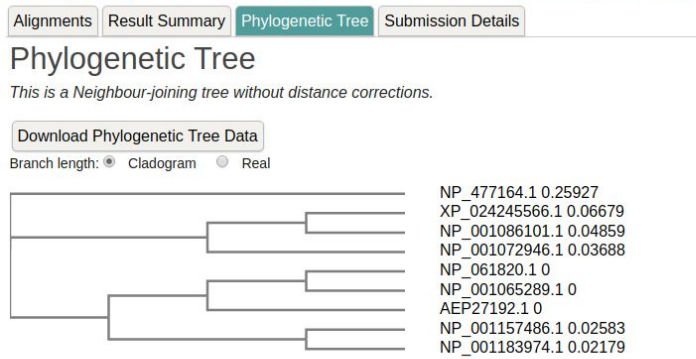 Alignments Result Summary Phylogenetic Tree Submission Details
Phylogenetic Tree
This is a Neighbour-joining tree without distance corrections.
Download Phylogenetic Tree Data
Branch length: Cladogram Real
NP_477164.1 0.25927
XP_024245566.1 0.06679
NP_001086101.1 0.04859
NP_001072946.1 0.03688
NP_061820.1 0
NP_001065289.1 0
AEP27192.1 0
NP_001157486.1 0.02583
NP_001183974.1 0.02179